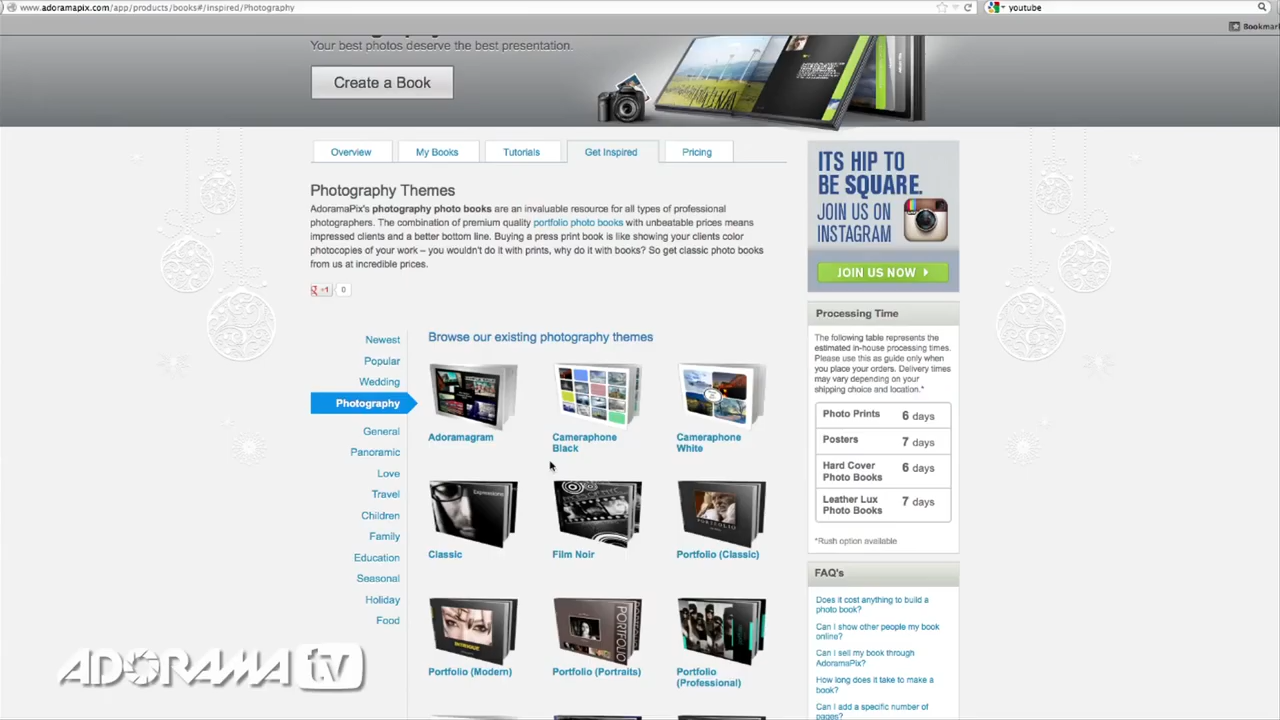 www.adoramapix.com/app/products/books#/inspired/Photography
youtube
Bookmar
Your best photos deserve the best presentation.
Create a Book
Overview
My Books
Tutorials
Get Inspired
Pricing
Photography Themes
AdoramaPix's photography photo books are an invaluable resource for all types of professional
photographers. The combination of premium quality portfolio photo books with unbeatable prices means
impressed clients and a better bottom line. Buying a press print book is like showing your clients color
photocopies of your work – you wouldn't do it with prints, why do it with books? So get classic photo books
from us at incredible prices.
+1
0
Newest
Popular
Wedding
Photography
General
Panoramic
Love
Travel
Children
Family
Education
Seasonal
Holiday
Food
Browse our existing photography themes
Adoramagram
Cameraphone
Black
Cameraphone
White
Expressions
Classic
Film Noir
PORTFOLIO
Portfolio (Classic)
INTRIGUE
Portfolio (Modern)
PORTFOLIO
Portfolio (Portraits)
Portfolio
(Professional)
ITS HIP TO
BE SQUARE.
JOIN US ON
INSTAGRAM
JOIN US NOW
Processing Time
The following table represents the
estimated in-house processing times.
Please use this as guide only when
you place your orders. Delivery times
may vary depending on your
shipping choice and location.*
Photo Prints 6 days
Posters 7 days
Hard Cover
Photo Books 6 days
Leather Lux
Photo Books 7 days
*Rush option available
FAQ's
Does it cost anything to build a
photo book?
Can I show other people my book
online?
Can I sell my book through
AdoramaPix?
How long does it take to make a
book?
Can I add a specific number of
pages?
ADORAMA tv